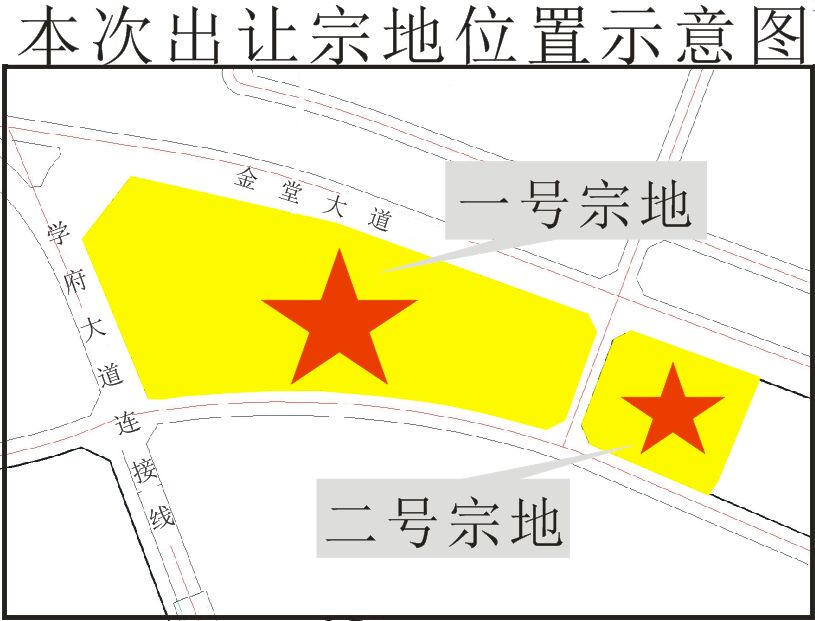 本次出让宗地位置示意图
金堂大道
一号宗地
学府大道连接线
二号宗地